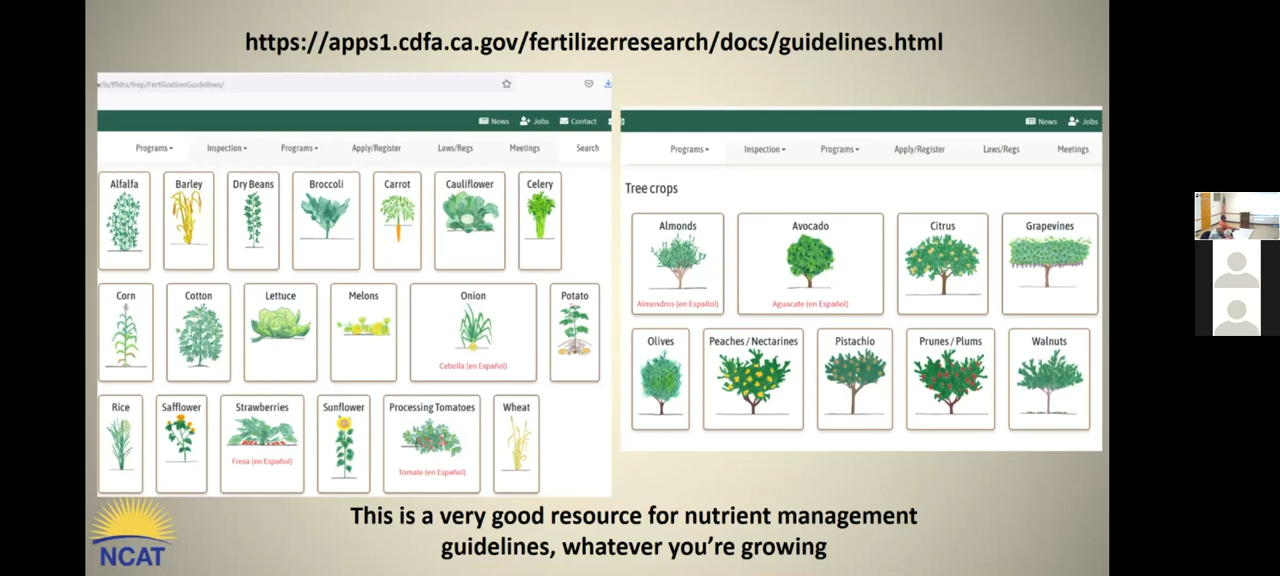 https://apps1.cdfa.ca.gov/fertilizerresearch/docs/guidelines.html
v/is/ffldrs/frep/FertilizationGuidelines/
News Jobs Contact
Programs Inspection Programs Apply/Register Laws/Regs Meetings Search
Alfalfa Barley Dry Beans Broccoli Carrot Cauliflower Celery
Corn Cotton Lettuce Melons Onion Potato
Cebolla (en Español)
Rice Safflower Strawberries Sunflower Processing Tomatoes Wheat
Fresa (en Español)
Tomate (en Español)
News Jobs
Programs Inspection Programs Apply/Register Laws/Regs Meetings
Tree crops
Almonds Avocado Citrus Grapevines
Almendros (en Español) Aguacate (en Español)
Olives Peaches / Nectarines Pistachio Prunes / Plums Walnuts
This is a very good resource for nutrient management
guidelines, whatever you're growing
NCAT